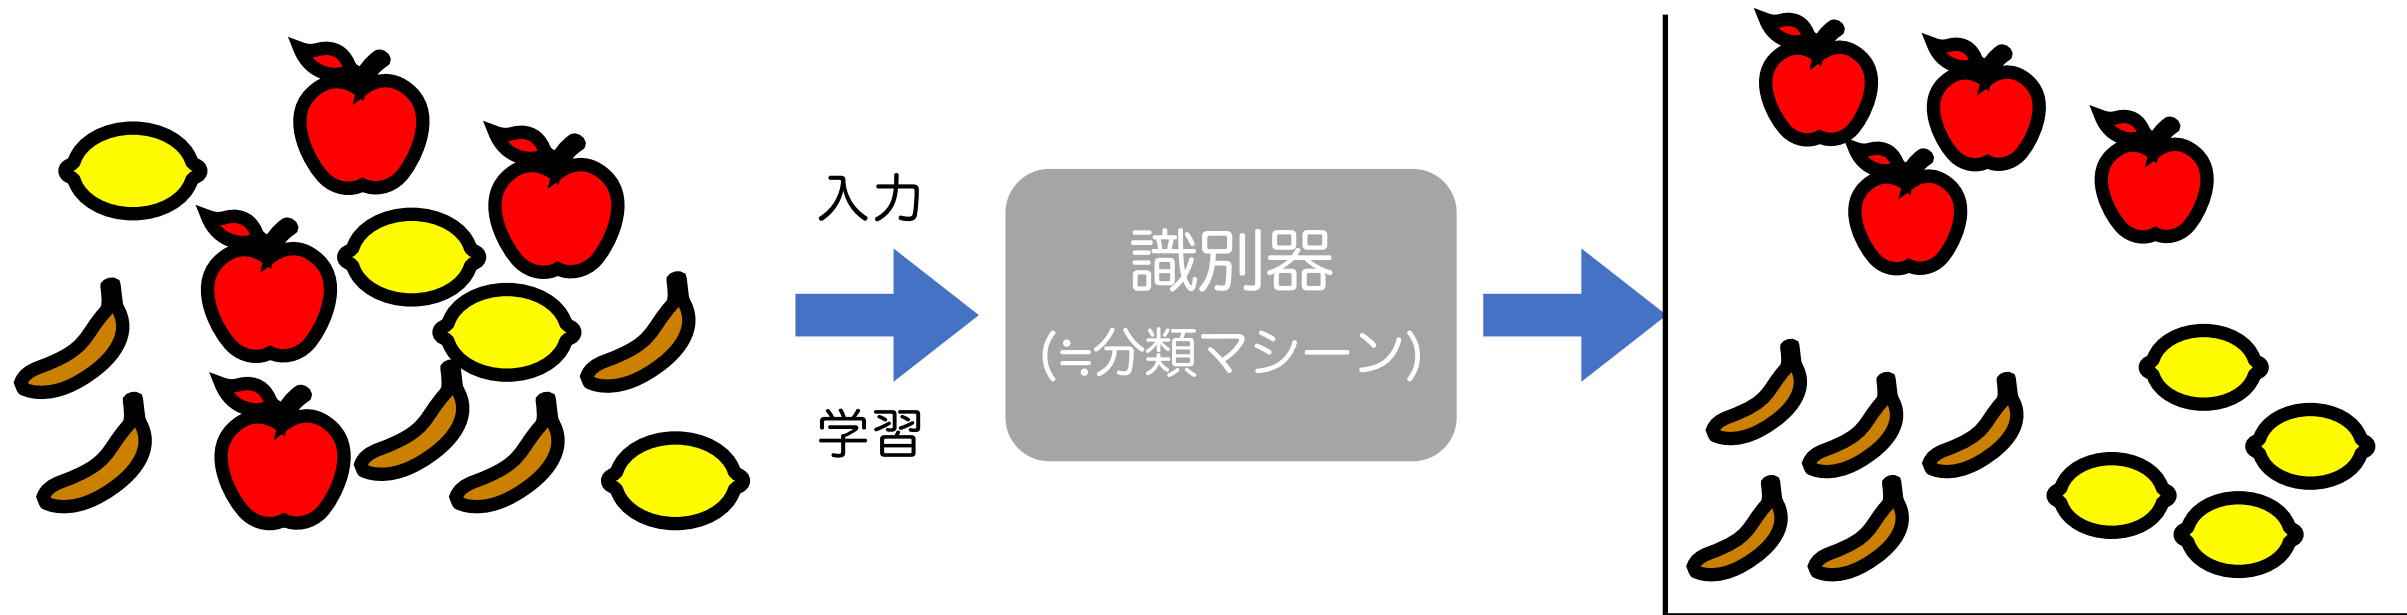 入力
学習
識別器
(≒分類マシーン)